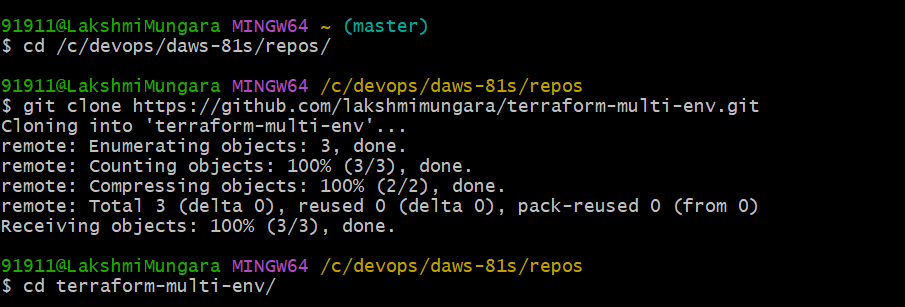 91911@LakshmiMungara MINGW64 ~ (master)
$ cd /c/devops/daws-81s/repos/
91911@LakshmiMungara MINGW64 /c/devops/daws-81s/repos
$ git clone https://github.com/lakshmimungara/terraform-multi-env.git
Cloning into 'terraform-multi-env'...
remote: Enumerating objects: 3, done.
remote: Counting objects: 100% (3/3), done.
remote: Compressing objects: 100% (2/2), done.
remote: Total 3 (delta 0), reused 0 (delta 0), pack-reused 0 (from 0)
Receiving objects: 100% (3/3), done.
91911@LakshmiMungara MINGW64 /c/devops/daws-81s/repos
$ cd terraform-multi-env/